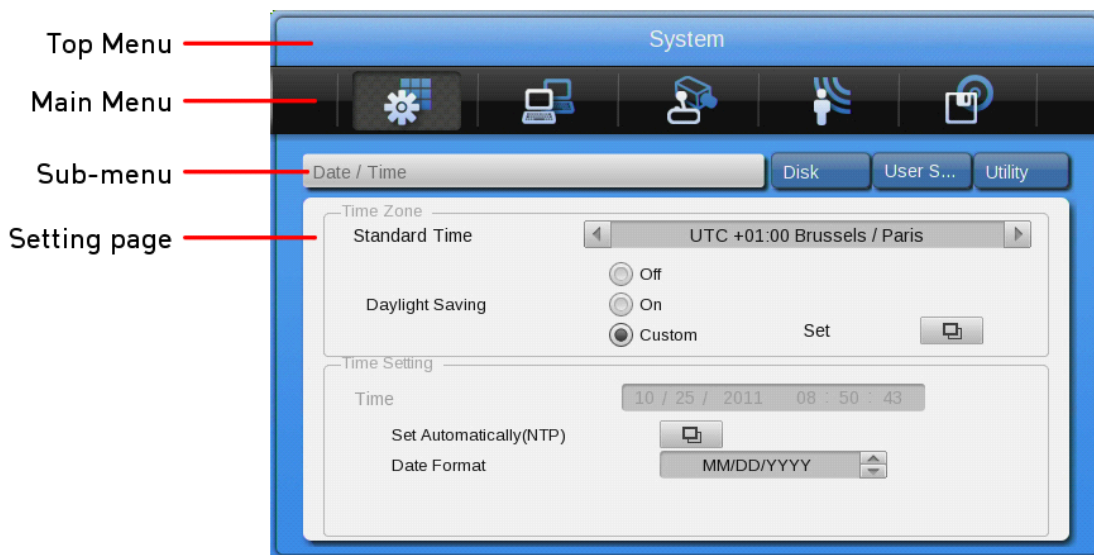 Top Menu
System
Main Menu
Sub-menu
Date / Time
Disk
User S...
Utility
Setting page
Time Zone
Standard Time
UTC +01:00 Brussels / Paris
Daylight Saving
Off
On
Custom
Set
Time Setting
Time
10 / 25 / 2011 08 : 50 : 43
Set Automatically(NTP)
Date Format
MM/DD/YYYY